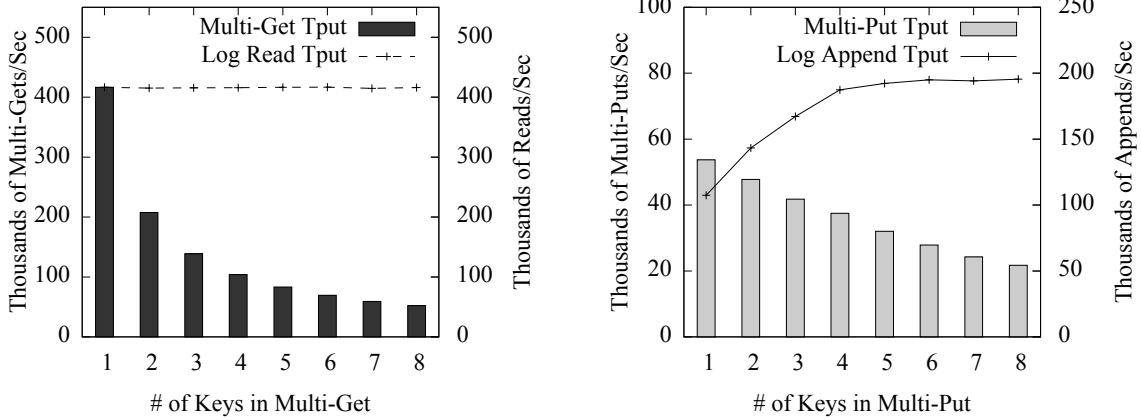 Multi-Get Tput
Log Read Tput
Thousands of Multi-Gets/Sec
500
400
300
200
100
0
Thousands of Reads/Sec
500
400
300
200
100
0
1 2 3 4 5 6 7 8
# of Keys in Multi-Get
Multi-Put Tput
Log Append Tput
Thousands of Multi-Puts/Sec
100
80
60
40
20
0
Thousands of Appends/Sec
250
200
150
100
50
0
1 2 3 4 5 6 7 8
# of Keys in Multi-Put